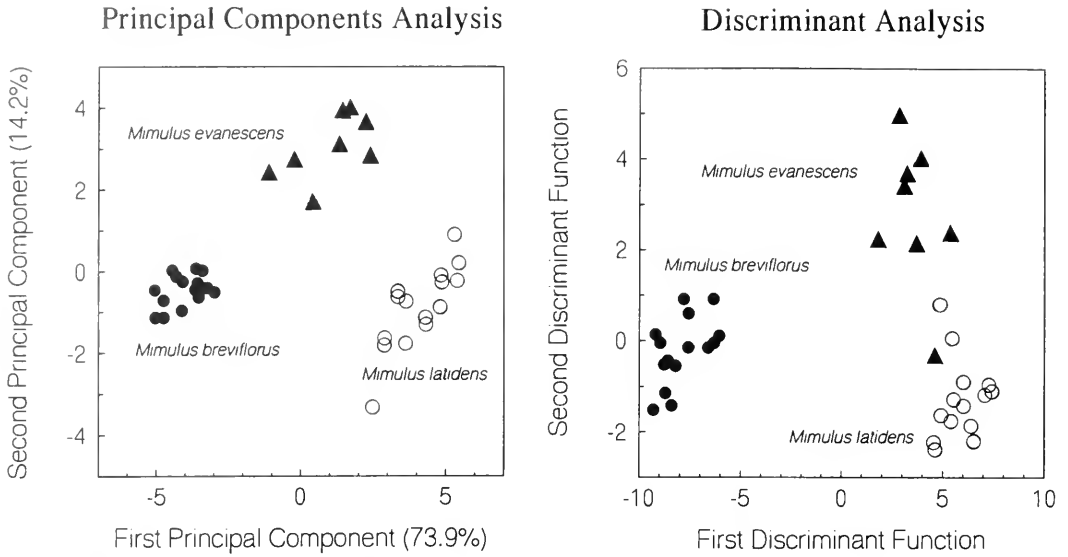 Principal Components Analysis
Second Principal Component (14.2%)
4
2
0
-2
-4
Mimulus evanescens
Mimulus breviflorus
Mimulus latidens
-5
0
5
First Principal Component (73.9%)
Discriminant Analysis
Second Discriminant Function
6
4
2
0
-2
Mimulus evanescens
Mimulus breviflorus
Mimulus latidens
-10
-5
0
5
10
First Discriminant Function